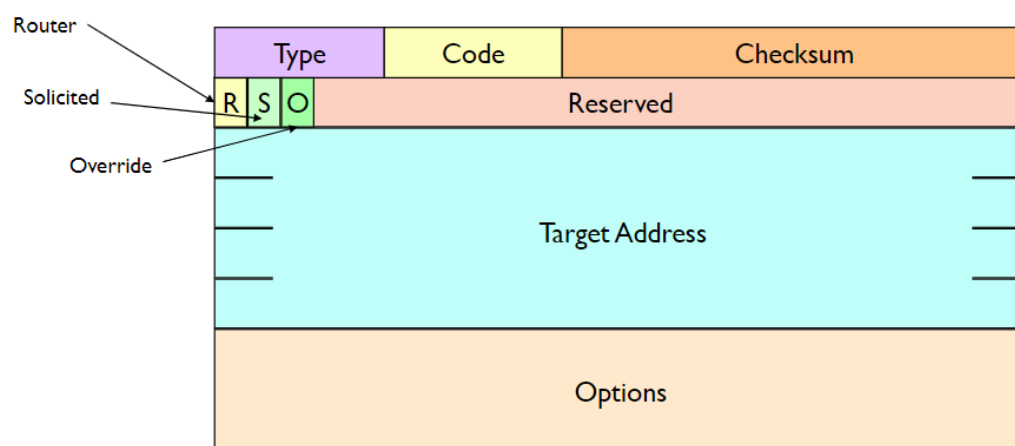 Router
Type Code Checksum
Solicited
R S O Reserved
Override
Target Address
Options